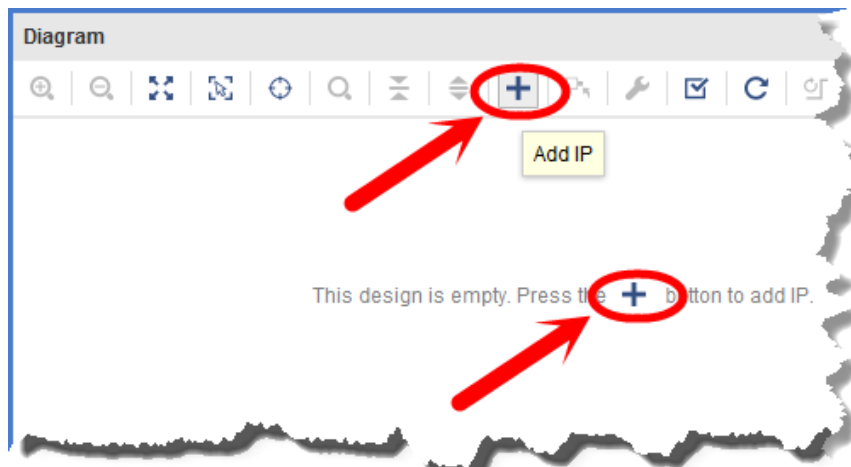 Diagram
Add IP
This design is empty. Press the + button to add IP.